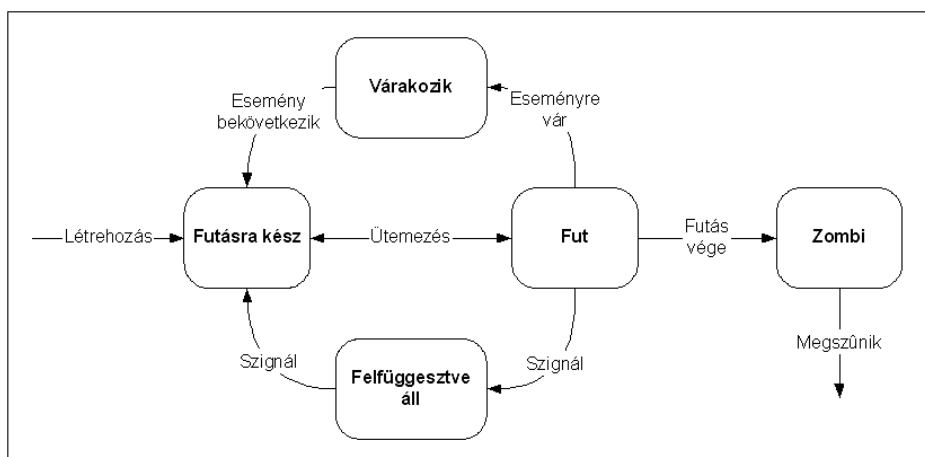 Várakozik
Esemény
bekövetkezik
Eseményre
vár
Létrehozás
Futásra kész
Ütemezés
Fut
Futás
vége
Zombi
Szignál
Felfüggesztve
áll
Szignál
Megszûnik